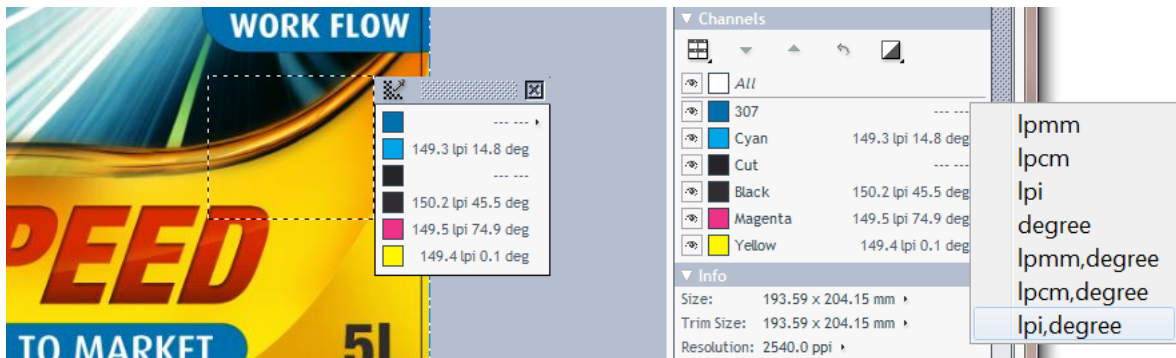 WORK FLOW
PEED
TO MARKET
5L
--- ---
149.3 lpi 14.8 deg
--- ---
150.2 lpi 45.5 deg
149.5 lpi 74.9 deg
149.4 lpi 0.1 deg
Channels
All
307 --- ---
Cyan 149.3 lpi 14.8 deg
Cut --- ---
Black 150.2 lpi 45.5 deg
Magenta 149.5 lpi 74.9 deg
Yellow 149.4 lpi 0.1 deg
Info
Size: 193.59 x 204.15 mm
Trim Size: 193.59 x 204.15 mm
Resolution: 2540.0 ppi
lpmm
lpcm
lpi
degree
lpmm,degree
lpcm,degree
lpi,degree